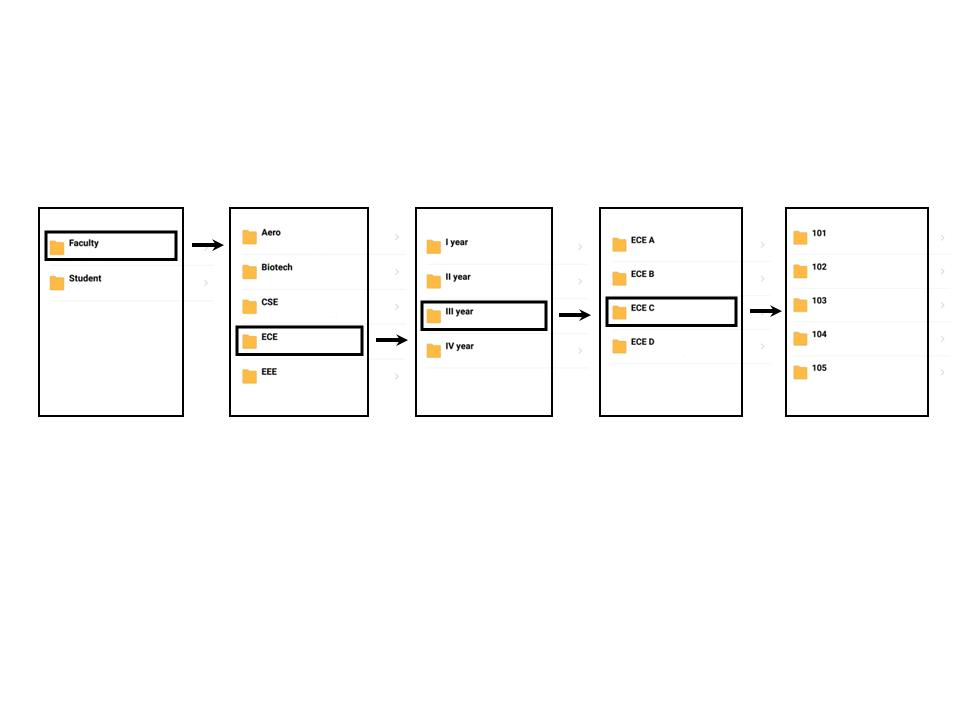 Faculty
Student
Aero
Biotech
CSE
ECE
EEE
I year
II year
III year
IV year
ECE A
ECE B
ECE C
ECE D
101
102
103
104
105